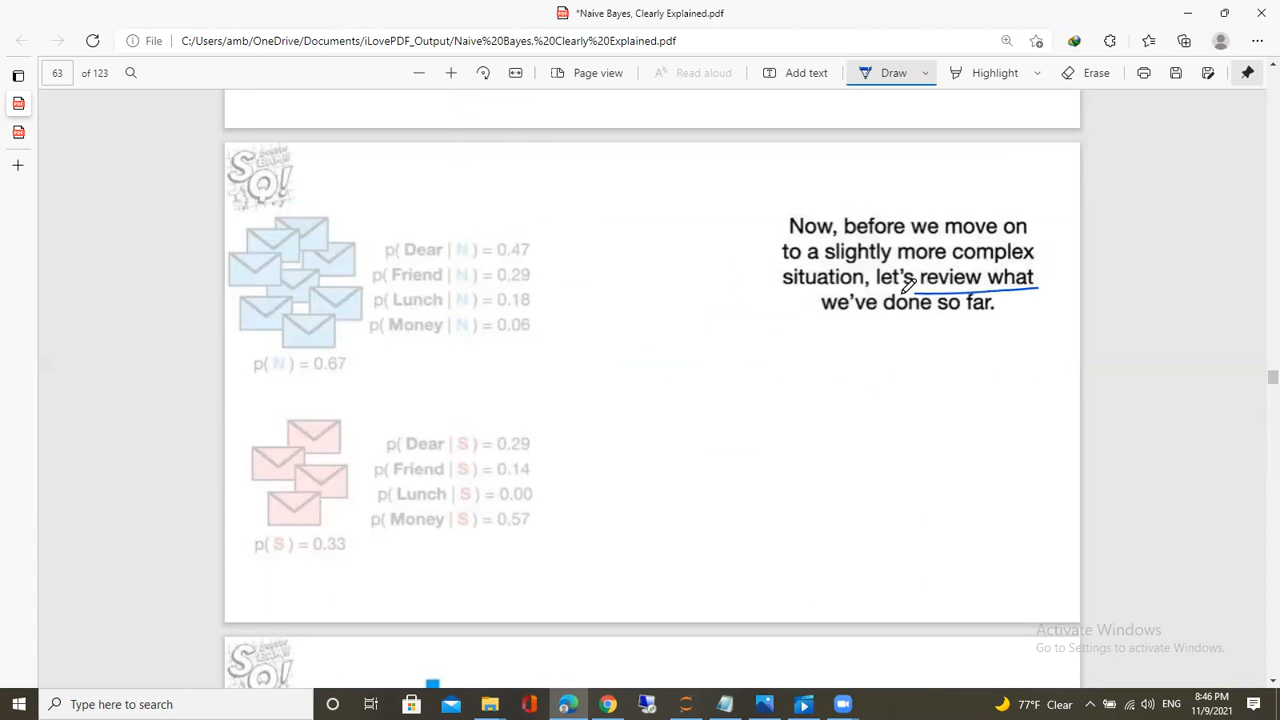 *Naive Bayes, Clearly Explained.pdf
File
C:/Users/amb/OneDrive/Documents/iLovePDF_Output/Naive%20Bayes,%20Clearly%20Explained.pdf
63 of 123
Page view
Read aloud
Add text
Draw
Highlight
Erase
SQ!
Now, before we move on
to a slightly more complex
situation, let's review what
we've done so far.
p( Dear | N ) = 0.47
p( Friend | N ) = 0.29
p( Lunch | N ) = 0.18
p( Money | N ) = 0.06
p( N ) = 0.67
p( Dear | S ) = 0.29
p( Friend | S ) = 0.14
p( Lunch | S ) = 0.00
p( Money | S ) = 0.57
p( S ) = 0.33
Activate Windows
Go to Settings to activate Windows.
Type here to search
77°F Clear
ENG
8:46 PM
11/9/2021